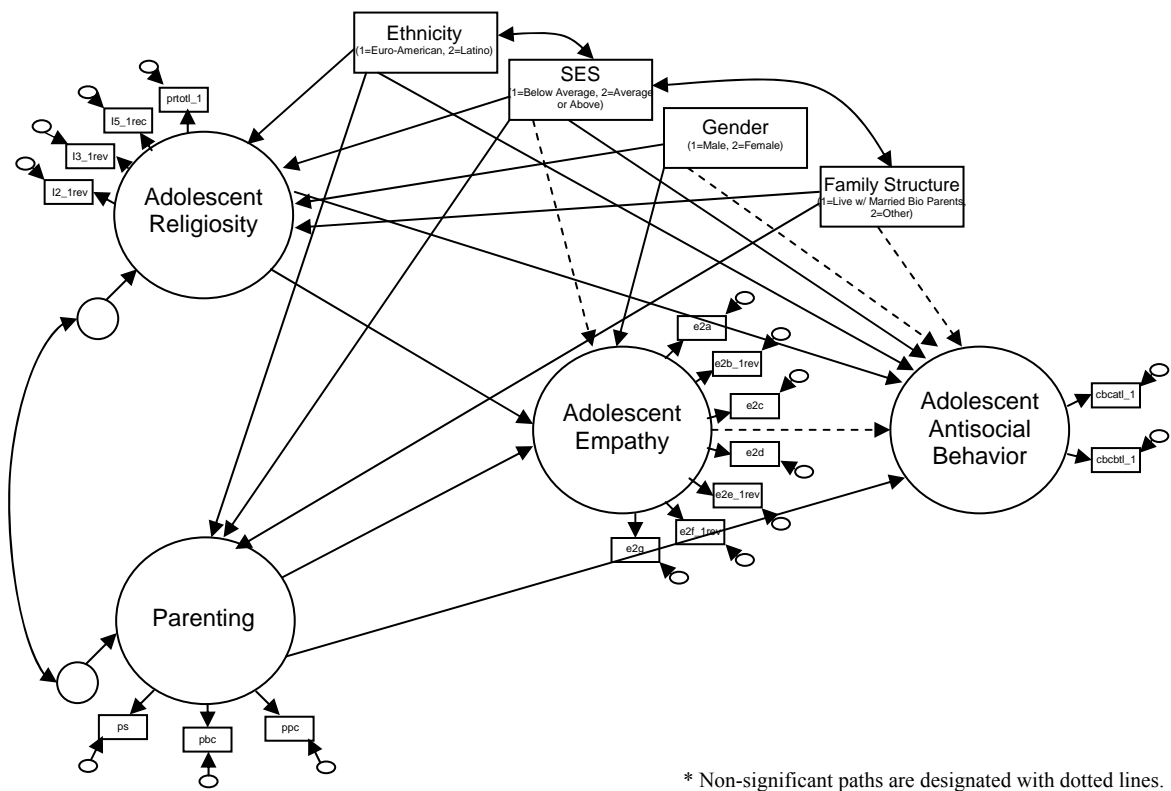 Ethnicity
(1=Euro-American, 2=Latino)
SES
(1=Below Average, 2=Average
or Above)
Gender
(1=Male, 2=Female)
Family Structure
(1=Live w/ Married Bio Parents,
2=Other)
prtotl_1
I5_1rec
I3_1rev
I2_1rev
Adolescent
Religiosity
e2a
e2b_1rev
e2c
e2d
e2e_1rev
e2f_1rev
e2g
Adolescent
Empathy
Adolescent
Antisocial
Behavior
cbcatl_1
cbcbtl_1
Parenting
ps
pbc
ppc
* Non-significant paths are designated with dotted lines.